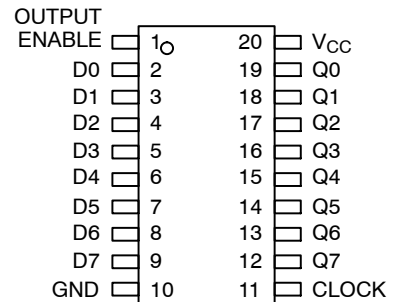 OUTPUT
ENABLE 1 20 VCC
D0 2 19 Q0
D1 3 18 Q1
D2 4 17 Q2
D3 5 16 Q3
D4 6 15 Q4
D5 7 14 Q5
D6 8 13 Q6
D7 9 12 Q7
GND 10 11 CLOCK